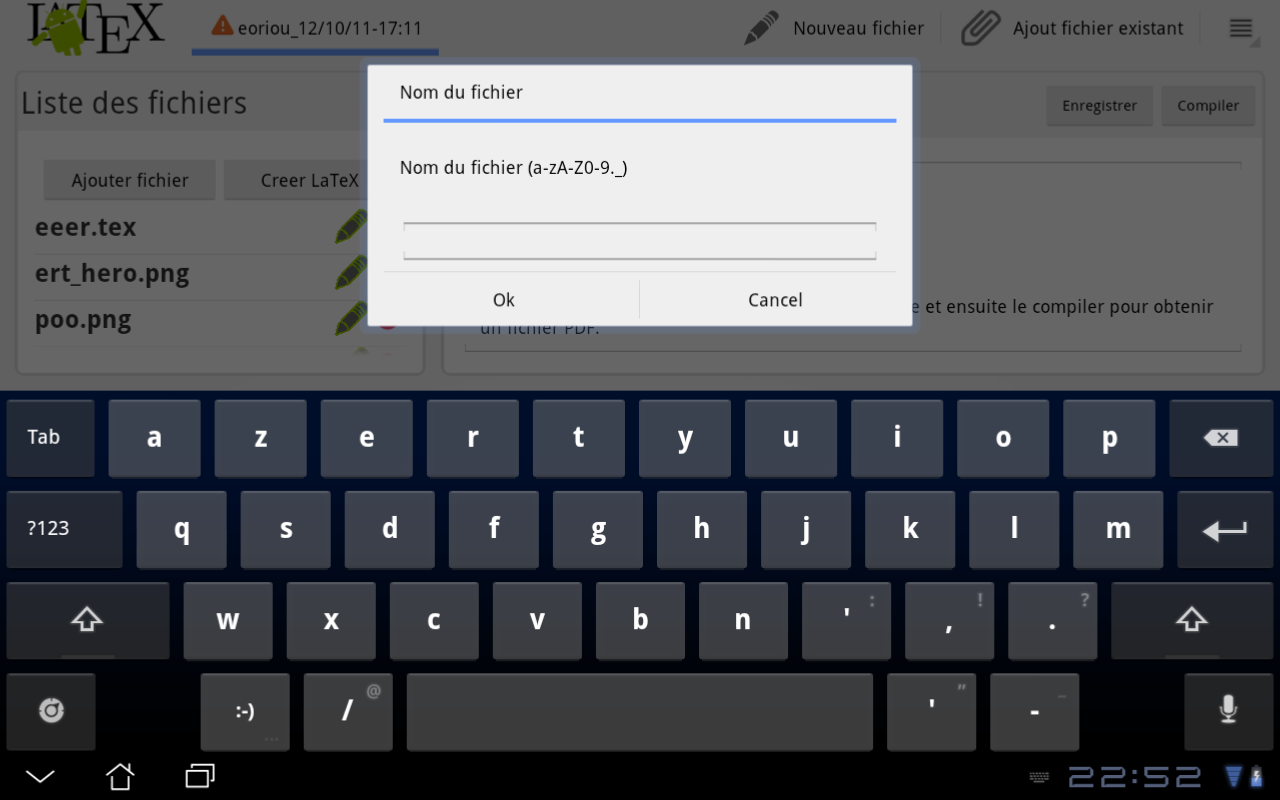 LATEX
eoriou_12/10/11-17:11
Nouveau fichier
Ajout fichier existant
Liste des fichiers
Enregistrer
Compiler
Nom du fichier
Nom du fichier (a-zA-Z0-9._)
Ok
Cancel
Ajouter fichier
Creer LaTeX
eeer.tex
ert_hero.png
poo.png
e et ensuite le compiler pour obtenir
un fichier PDF.
Tab a z e r t y u i o p
?123 q s d f g h j k l m
w x c v b n ' : , ! . ?
:-) ... / @ ' " - _
22:52